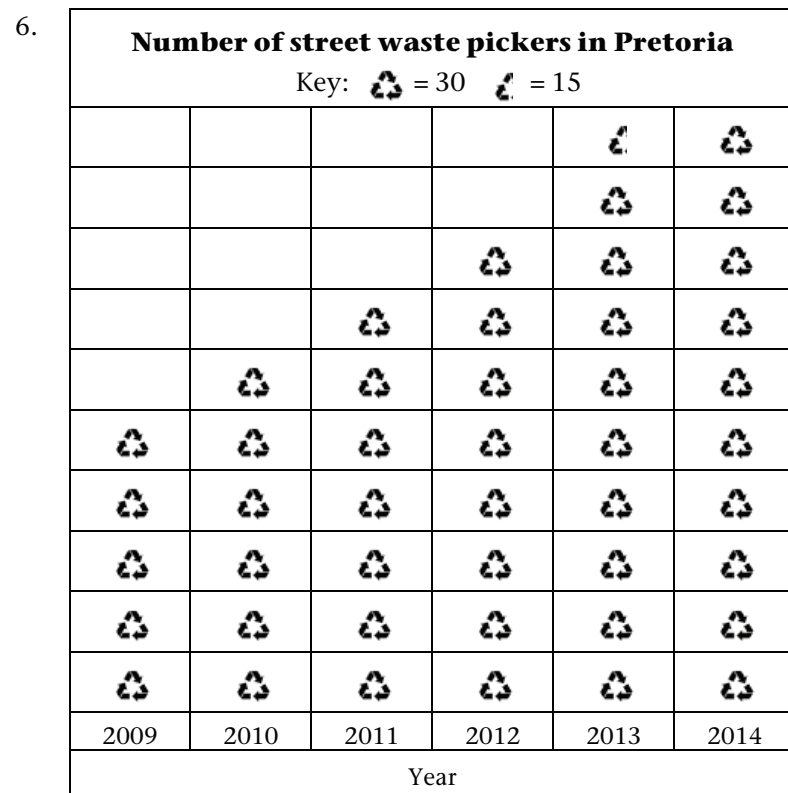 6.
Number of street waste pickers in Pretoria
Key: = 30 = 15
2009 2010 2011 2012 2013 2014
Year